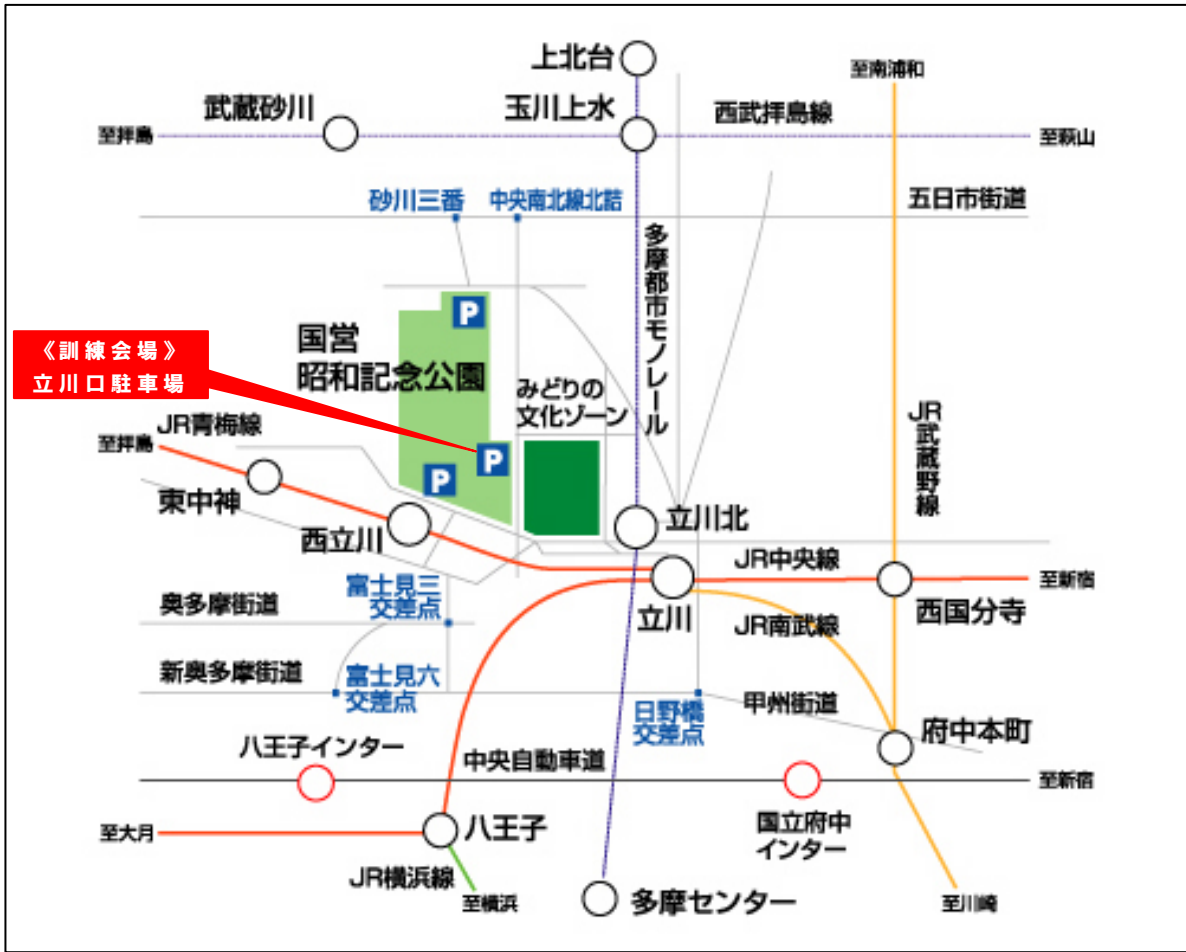 上北台
至南浦和
武蔵砂川
玉川上水
西武拝島線
至拝島
至萩山
砂川三番
中央南北線北詰
五日市街道
多摩都市モノレール
国営
昭和記念公園
《訓練会場》
立川口駐車場
みどりの
文化ゾーン
JR青梅線
至拝島
JR武蔵野線
P
P
P
東中神
西立川
立川北
JR中央線
至新宿
富士見三
交差点
奥多摩街道
立川
JR南武線
西国分寺
新奥多摩街道
富士見六
交差点
日野橋
交差点
甲州街道
府中本町
八王子インター
中央自動車道
至新宿
至大月
八王子
国立府中
インター
JR横浜線
至横浜
多摩センター
至川崎